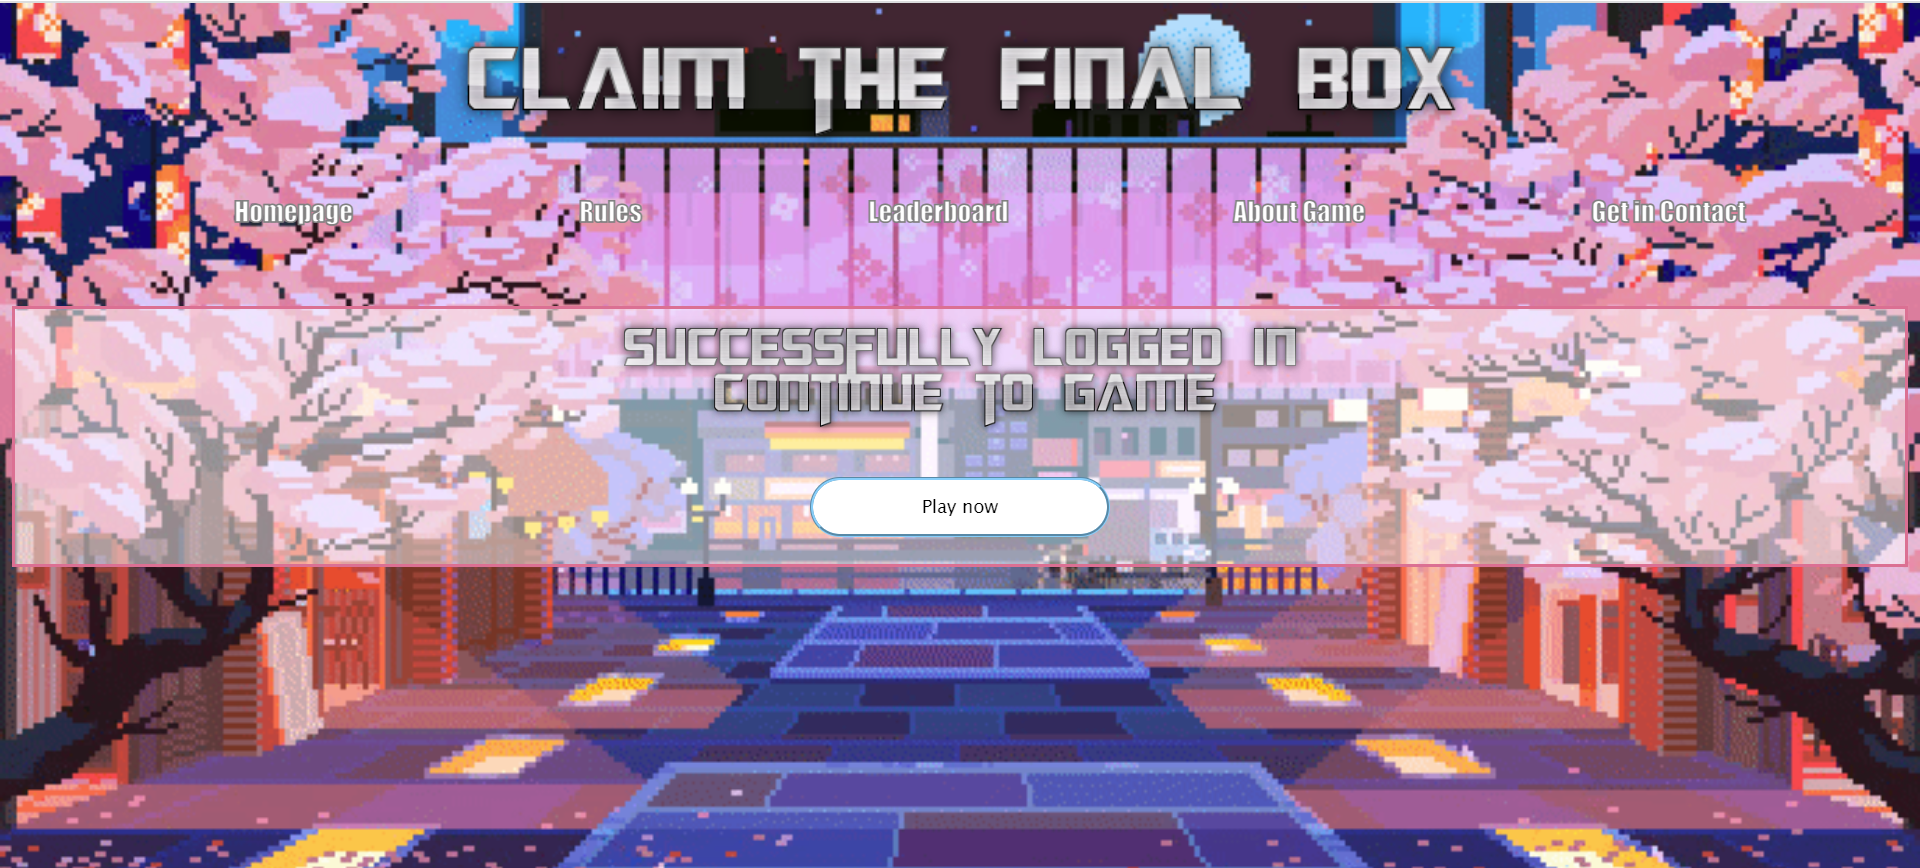 CLAIM THE FINAL BOX
Homepage Rules Leaderboard About Game Get in Contact
SUCCESSFULLY LOGGED IN
CONTINUE TO GAME
Play now